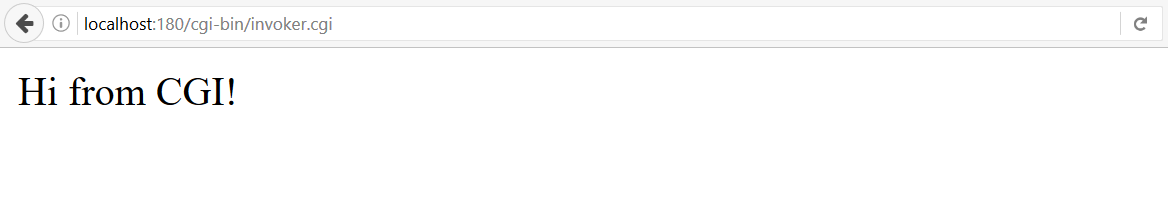 localhost:180/cgi-bin/invoker.cgi
Hi from CGI!